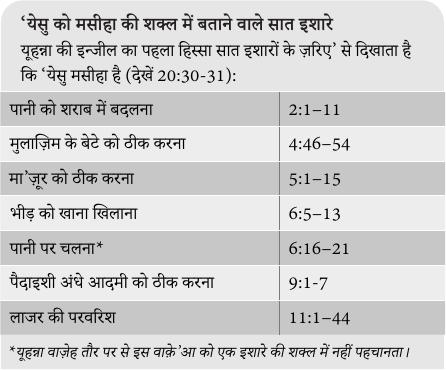 ‘येसु को मसीहा की शक्ल में बताने वाले सात इशारे
यूहन्ना की इन्जील का पहला हिस्सा सात इशारों के ज़रिए’ से दिखाता है
कि ‘येसु मसीहा है (देखें 20:30-31):
पानी को शराब में बदलना 2:1–11
मुलाज़िम के बेटे को ठीक करना 4:46–54
मा’ज़ूर को ठीक करना 5:1–15
भीड़ को खाना खिलाना 6:5–13
पानी पर चलना* 6:16–21
पैदाइशी अंधे आदमी को ठीक करना 9:1-7
लाजर की परवरिश 11:1–44
*यूहन्ना वाज़ेह तौर पर से इस वाक़े’आ को एक इशारे की शक्ल में नहीं पहचानता।